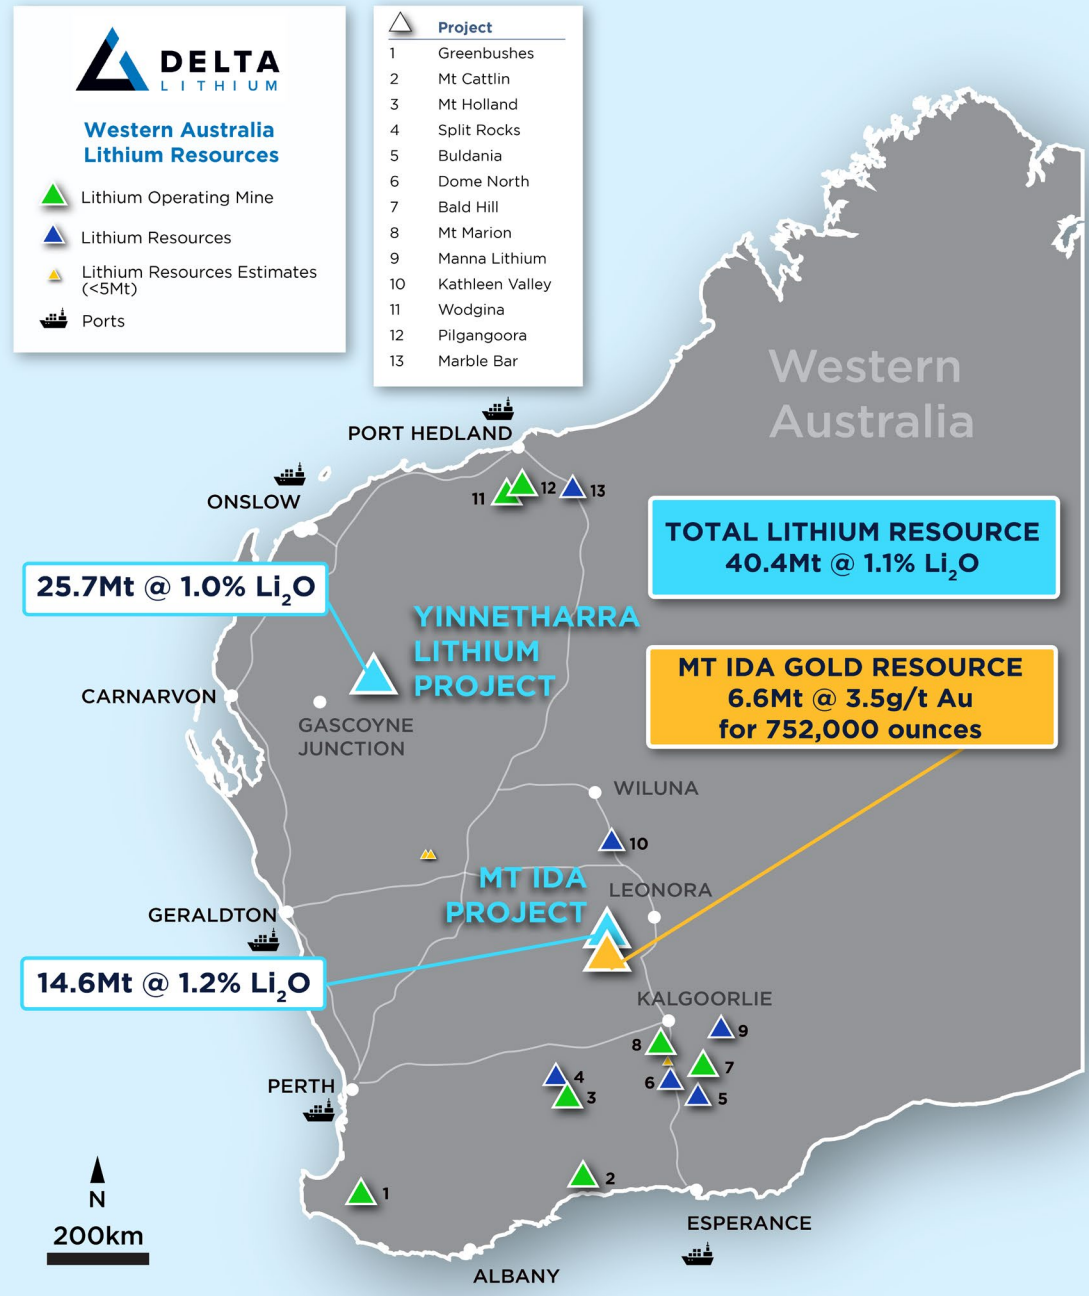 DELTA
LITHIUM
Western Australia
Lithium Resources
Lithium Operating Mine
Lithium Resources
Lithium Resources Estimates
(<5Mt)
Ports
Project
1 Greenbushes
2 Mt Cattlin
3 Mt Holland
4 Split Rocks
5 Buldania
6 Dome North
7 Bald Hill
8 Mt Marion
9 Manna Lithium
10 Kathleen Valley
11 Wodgina
12 Pilgangoora
13 Marble Bar
Western
Australia
PORT HEDLAND
ONSLOW
11
12
13
TOTAL LITHIUM RESOURCE
40.4Mt @ 1.1% Li2O
25.7Mt @ 1.0% Li2O
YINNETHARRA
LITHIUM
PROJECT
MT IDA GOLD RESOURCE
6.6Mt @ 3.5g/t Au
for 752,000 ounces
CARNARVON
GASCOYNE
JUNCTION
WILUNA
10
MT IDA
PROJECT
LEONORA
GERALDTON
14.6Mt @ 1.2% Li2O
KALGOORLIE
9
8
7
6
5
4
3
PERTH
2
1
N
200km
ESPERANCE
ALBANY